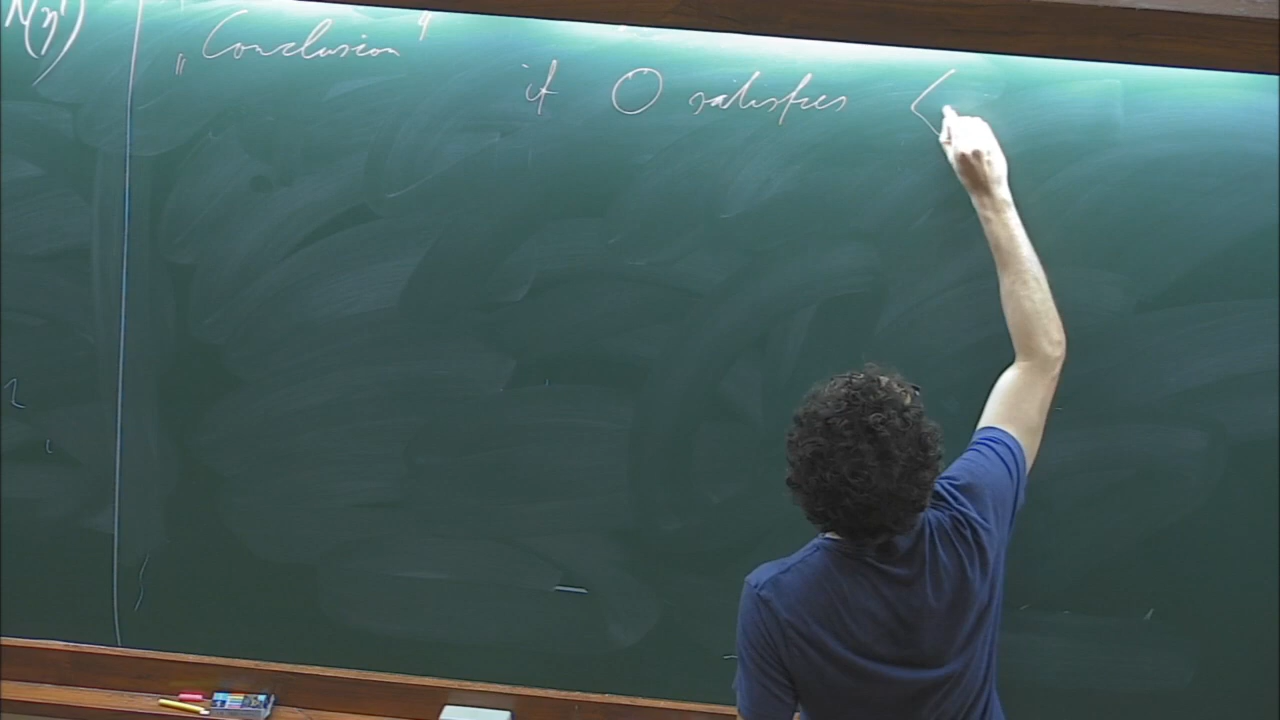 N(η')
„Conclusion“
if O satisfies <